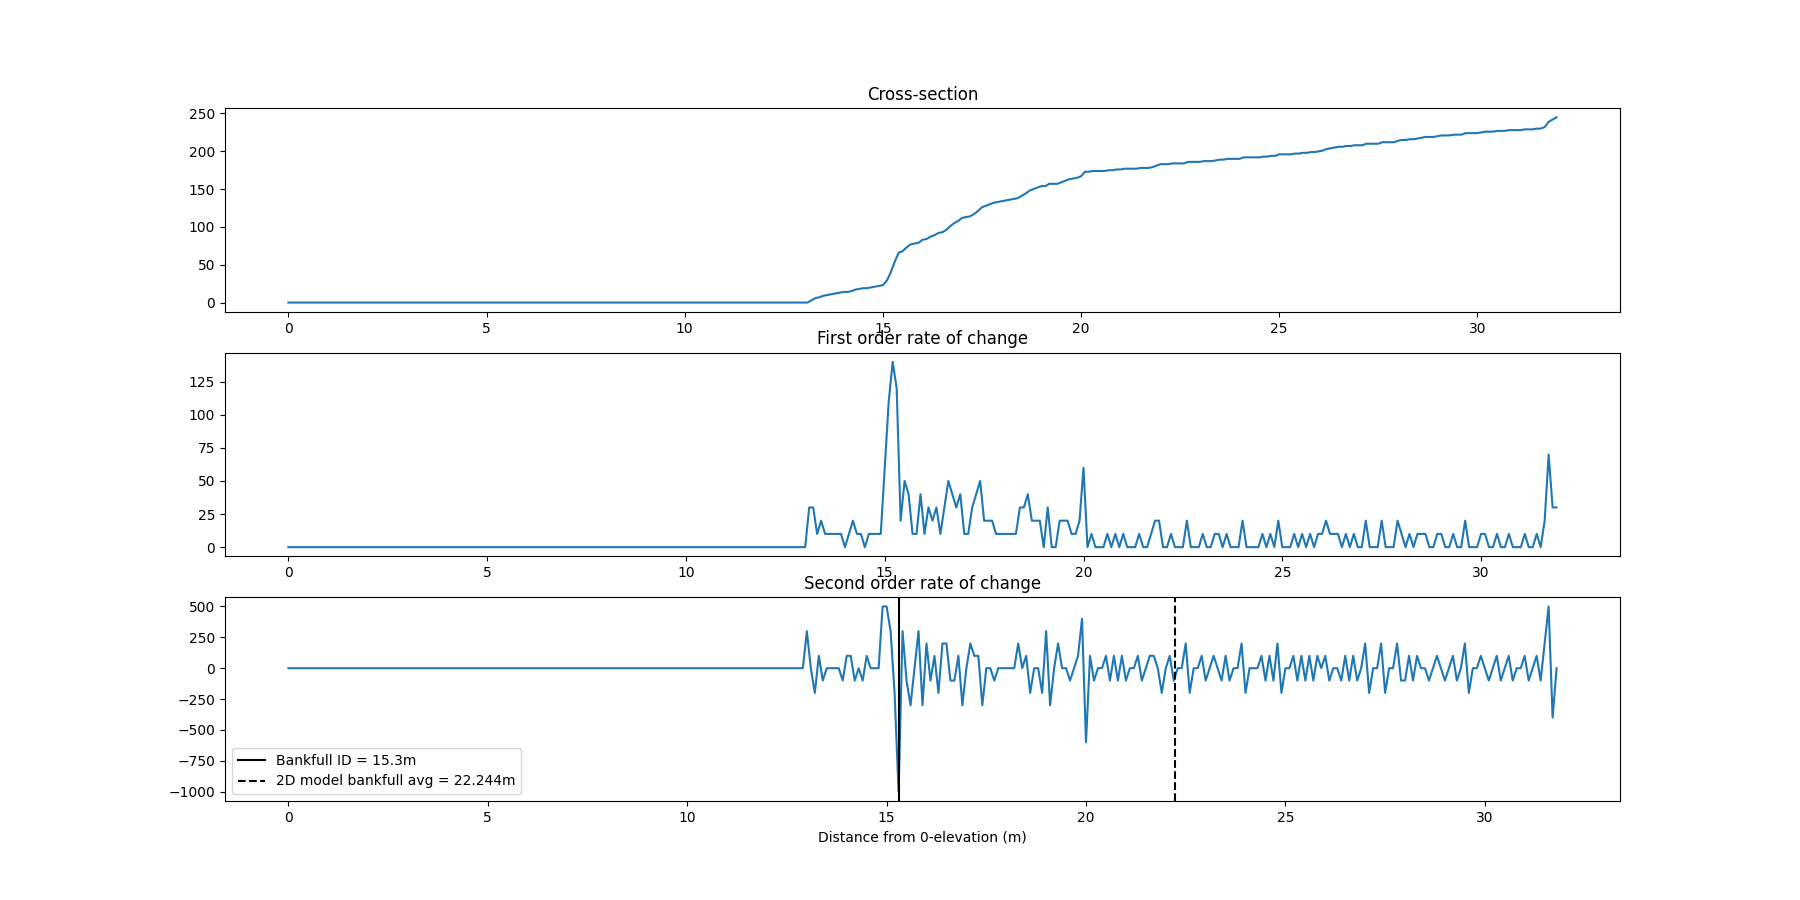 Cross-section
250
200
150
100
50
0
0 5 10 15 20 25 30
First order rate of change
125
100
75
50
25
0
0 5 10 15 20 25 30
Second order rate of change
500
250
0
−250
−500
−750
−1000
Bankfull ID = 15.3m
2D model bankfull avg = 22.244m
0 5 10 15 20 25 30
Distance from 0-elevation (m)